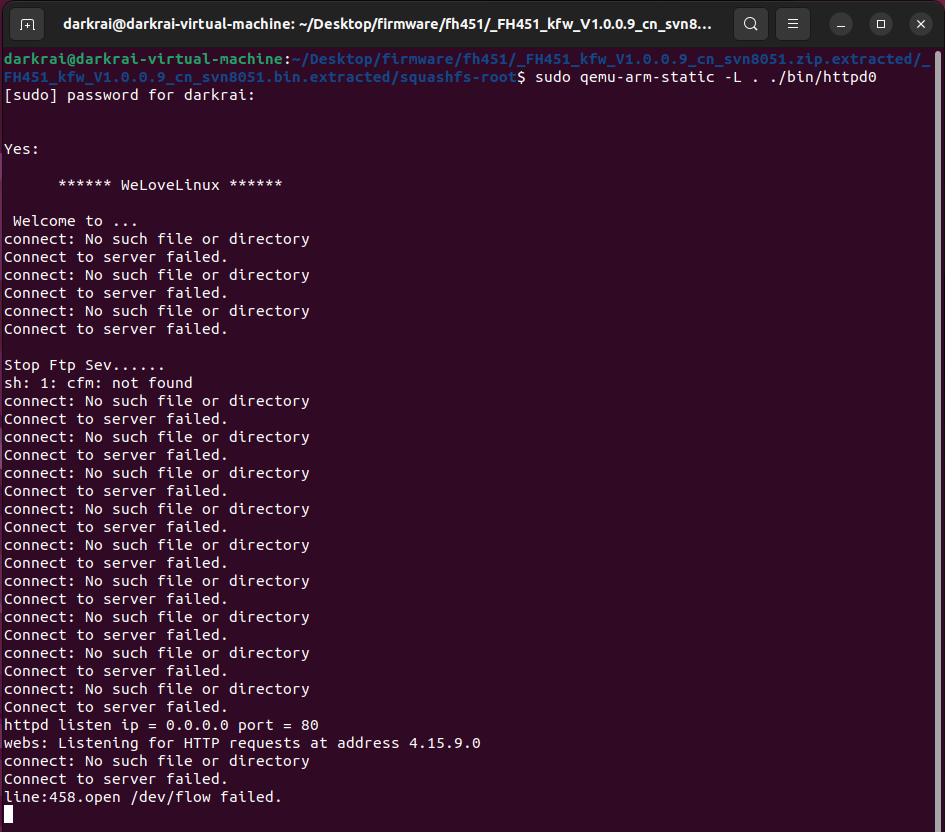 darkrai@darkrai-virtual-machine: ~/Desktop/firmware/fh451/_FH451_kfw_V1.0.0.9_cn_svn8...
darkrai@darkrai-virtual-machine:~/Desktop/firmware/fh451/_FH451_kfw_V1.0.0.9_cn_svn8051.zip.extracted/_
FH451_kfw_V1.0.0.9_cn_svn8051.bin.extracted/squashfs-root$ sudo qemu-arm-static -L . ./bin/httpd0
[sudo] password for darkrai:
Yes:
****** WeLoveLinux ******
Welcome to ...
connect: No such file or directory
Connect to server failed.
connect: No such file or directory
Connect to server failed.
connect: No such file or directory
Connect to server failed.
Stop Ftp Sev......
sh: 1: cfm: not found
connect: No such file or directory
Connect to server failed.
connect: No such file or directory
Connect to server failed.
connect: No such file or directory
Connect to server failed.
connect: No such file or directory
Connect to server failed.
connect: No such file or directory
Connect to server failed.
connect: No such file or directory
Connect to server failed.
connect: No such file or directory
Connect to server failed.
connect: No such file or directory
Connect to server failed.
connect: No such file or directory
Connect to server failed.
httpd listen ip = 0.0.0.0 port = 80
webs: Listening for HTTP requests at address 4.15.9.0
connect: No such file or directory
Connect to server failed.
line:458.open /dev/flow failed.